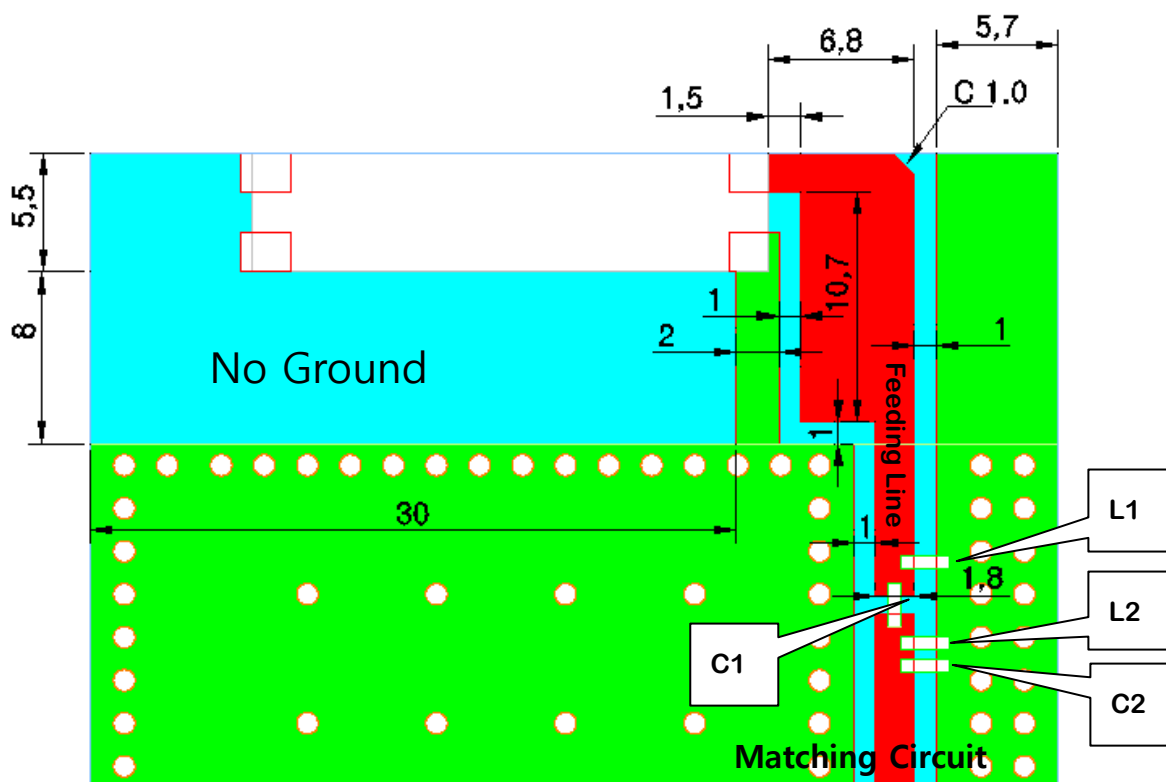 5,7
6,8
C 1.0
1,5
5,5
10,7
1
8
2
1
No Ground
Feeding Line
1
30
1
L1
1,8
L2
C1
C2
Matching Circuit